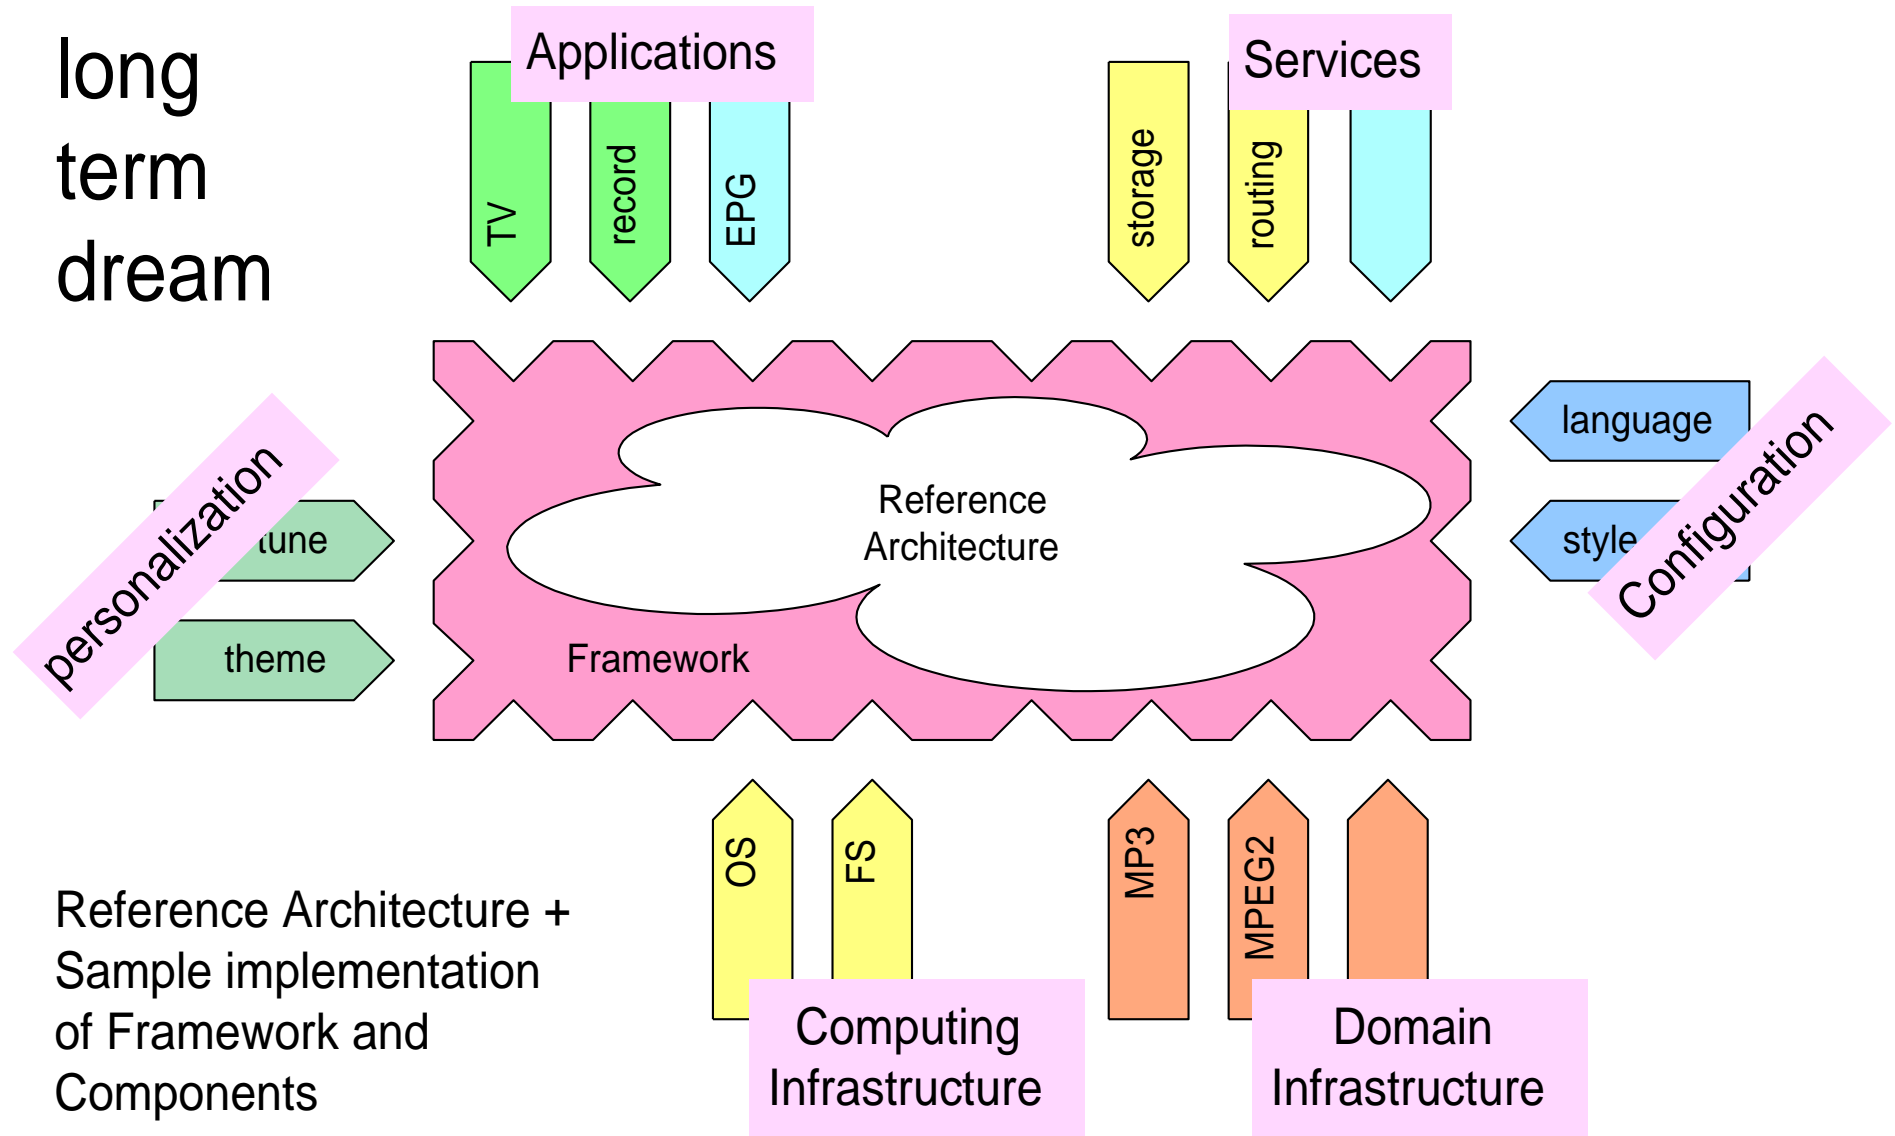 long
term
dream
Applications
Services
TV
record
EPG
storage
routing
personalization
tune
theme
Reference
Architecture
Framework
language
style
Configuration
OS
FS
MP3
MPEG2
Computing
Infrastructure
Domain
Infrastructure
Reference Architecture +
Sample implementation
of Framework and
Components